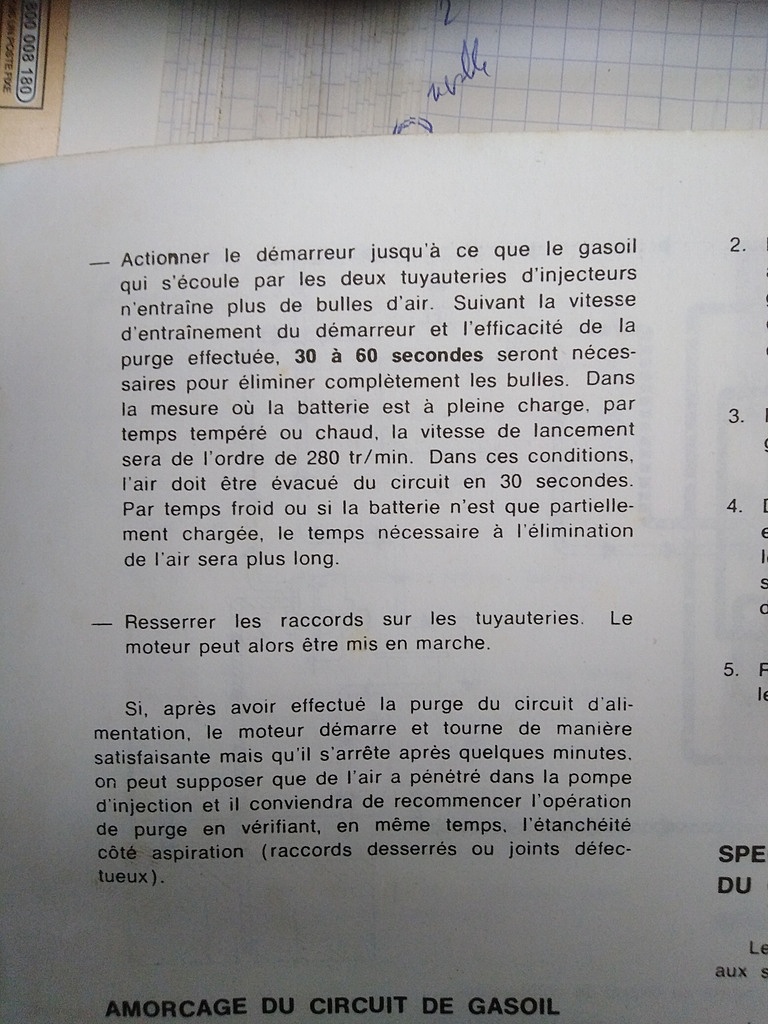 800 008 180
2
— Actionner le démarreur jusqu'à ce que le gasoil
qui s'écoule par les deux tuyauteries d'injecteurs
n'entraîne plus de bulles d'air. Suivant la vitesse
d'entraînement du démarreur et l'efficacité de la
purge effectuée, 30 à 60 secondes seront néces-
saires pour éliminer complètement les bulles. Dans
la mesure où la batterie est à pleine charge, par
temps tempéré ou chaud, la vitesse de lancement
sera de l'ordre de 280 tr/min. Dans ces conditions,
l'air doit être évacué du circuit en 30 secondes.
Par temps froid ou si la batterie n'est que partielle-
ment chargée, le temps nécessaire à l'élimination
de l'air sera plus long.
— Resserrer les raccords sur les tuyauteries. Le
moteur peut alors être mis en marche.
Si, après avoir effectué la purge du circuit d'ali-
mentation, le moteur démarre et tourne de manière
satisfaisante mais qu'il s'arrête après quelques minutes,
on peut supposer que de l'air a pénétré dans la pompe
d'injection et il conviendra de recommencer l'opération
de purge en vérifiant, en même temps, l'étanchéité
côté aspiration (raccords desserrés ou joints défec-
tueux).
AMORCAGE DU CIRCUIT DE GASOIL
2.
3.
4.
5.
SPE
DU
Le
aux s